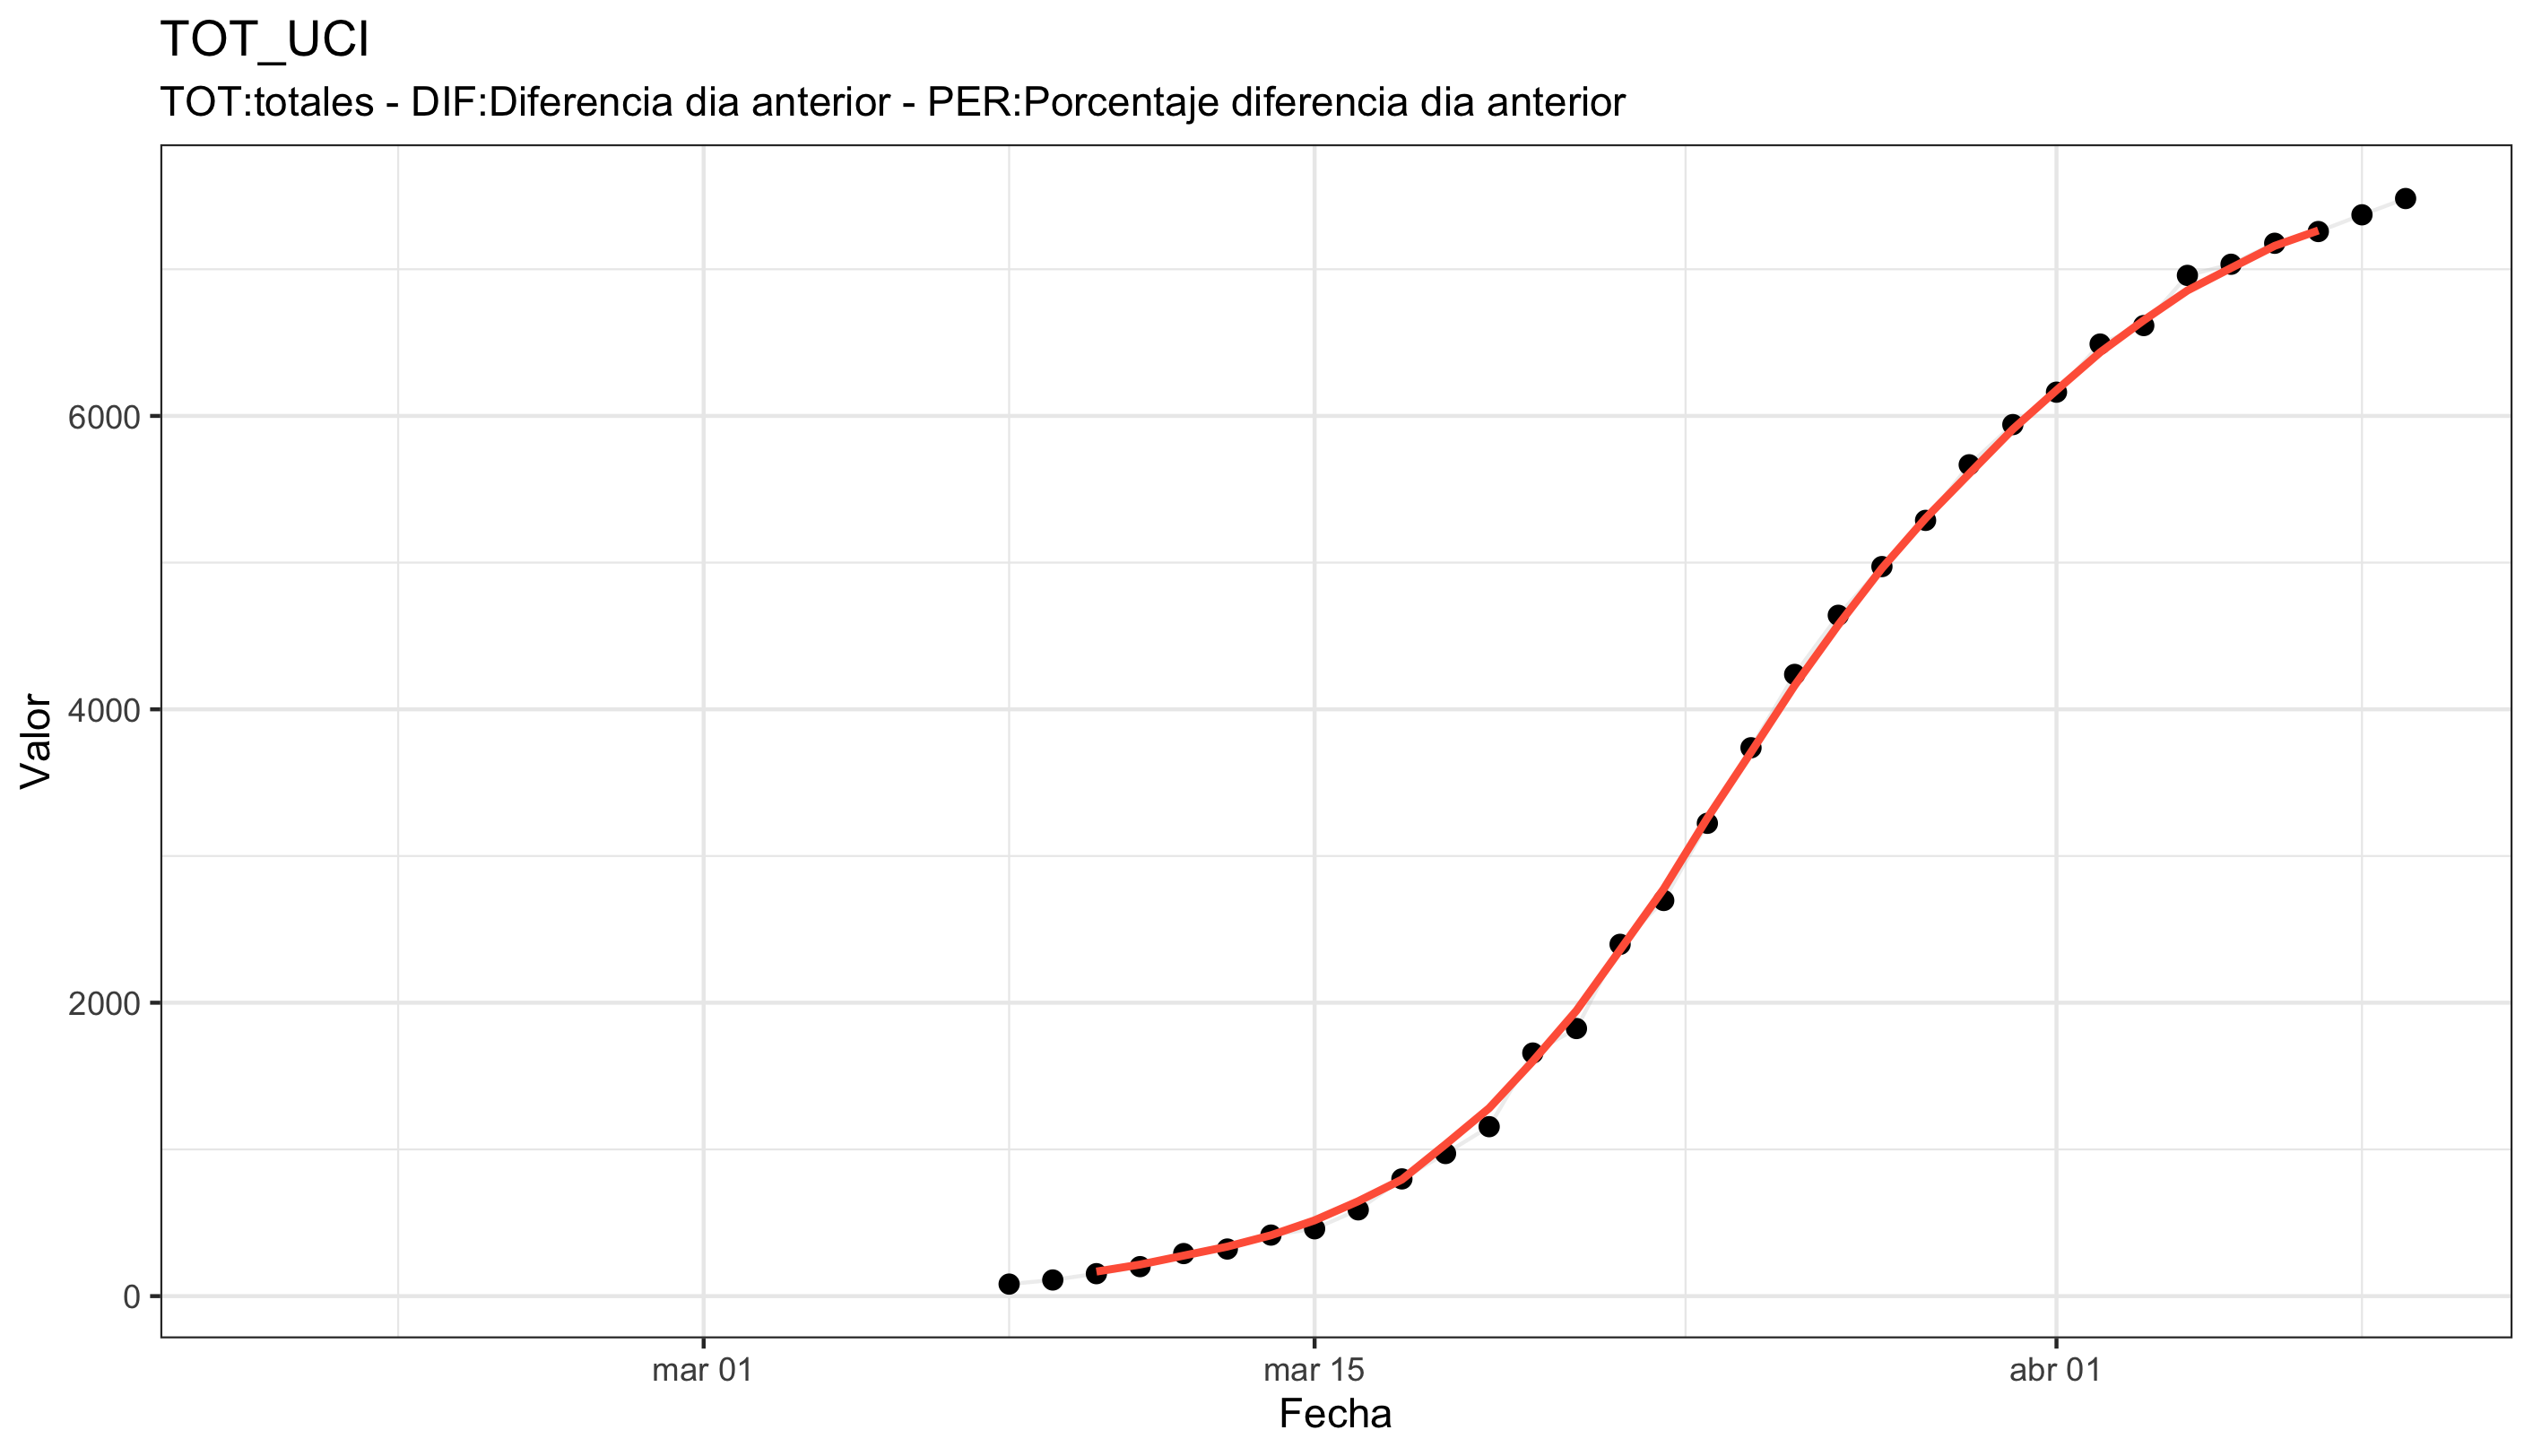 TOT_UCI
TOT:totales - DIF:Diferencia dia anterior - PER:Porcentaje diferencia dia anterior
Valor
6000
4000
2000
0
mar 01
mar 15
abr 01
Fecha